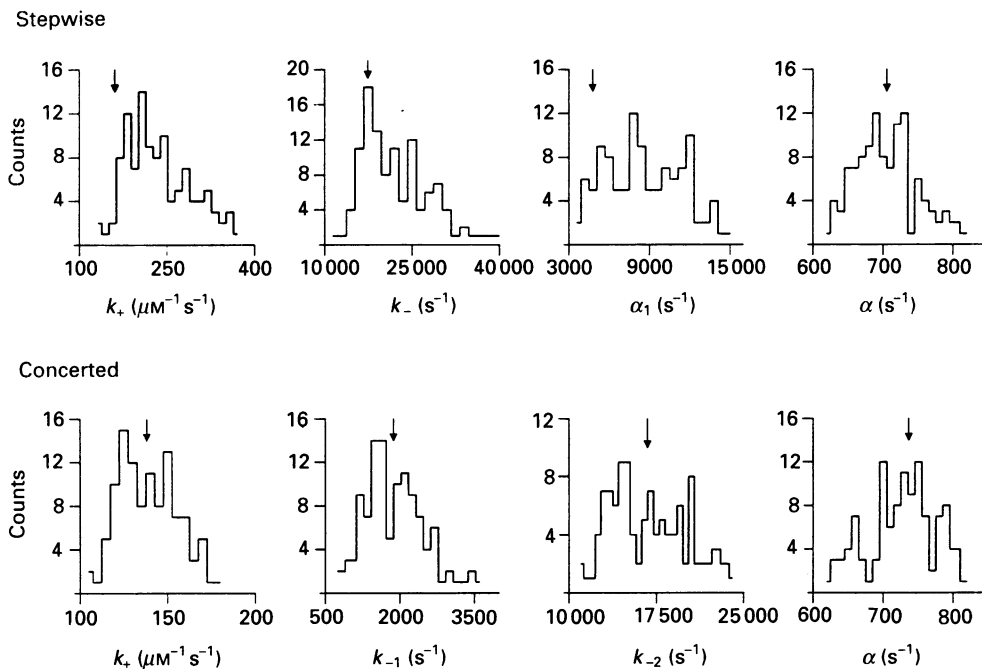 Stepwise
Counts
16
12
8
4
100 250 400
k₊ (μM⁻¹ s⁻¹)
20
16
12
8
4
10 000 25 000 40 000
k₋ (s⁻¹)
16
12
8
4
3000 9000 15 000
α₁ (s⁻¹)
16
12
8
4
600 700 800
α (s⁻¹)
Concerted
Counts
16
12
8
4
100 150 200
k₊ (μM⁻¹ s⁻¹)
16
12
8
4
500 2000 3500
k₋₁ (s⁻¹)
12
8
4
10 000 17 500 25 000
k₋₂ (s⁻¹)
16
12
8
4
600 700 800
α (s⁻¹)